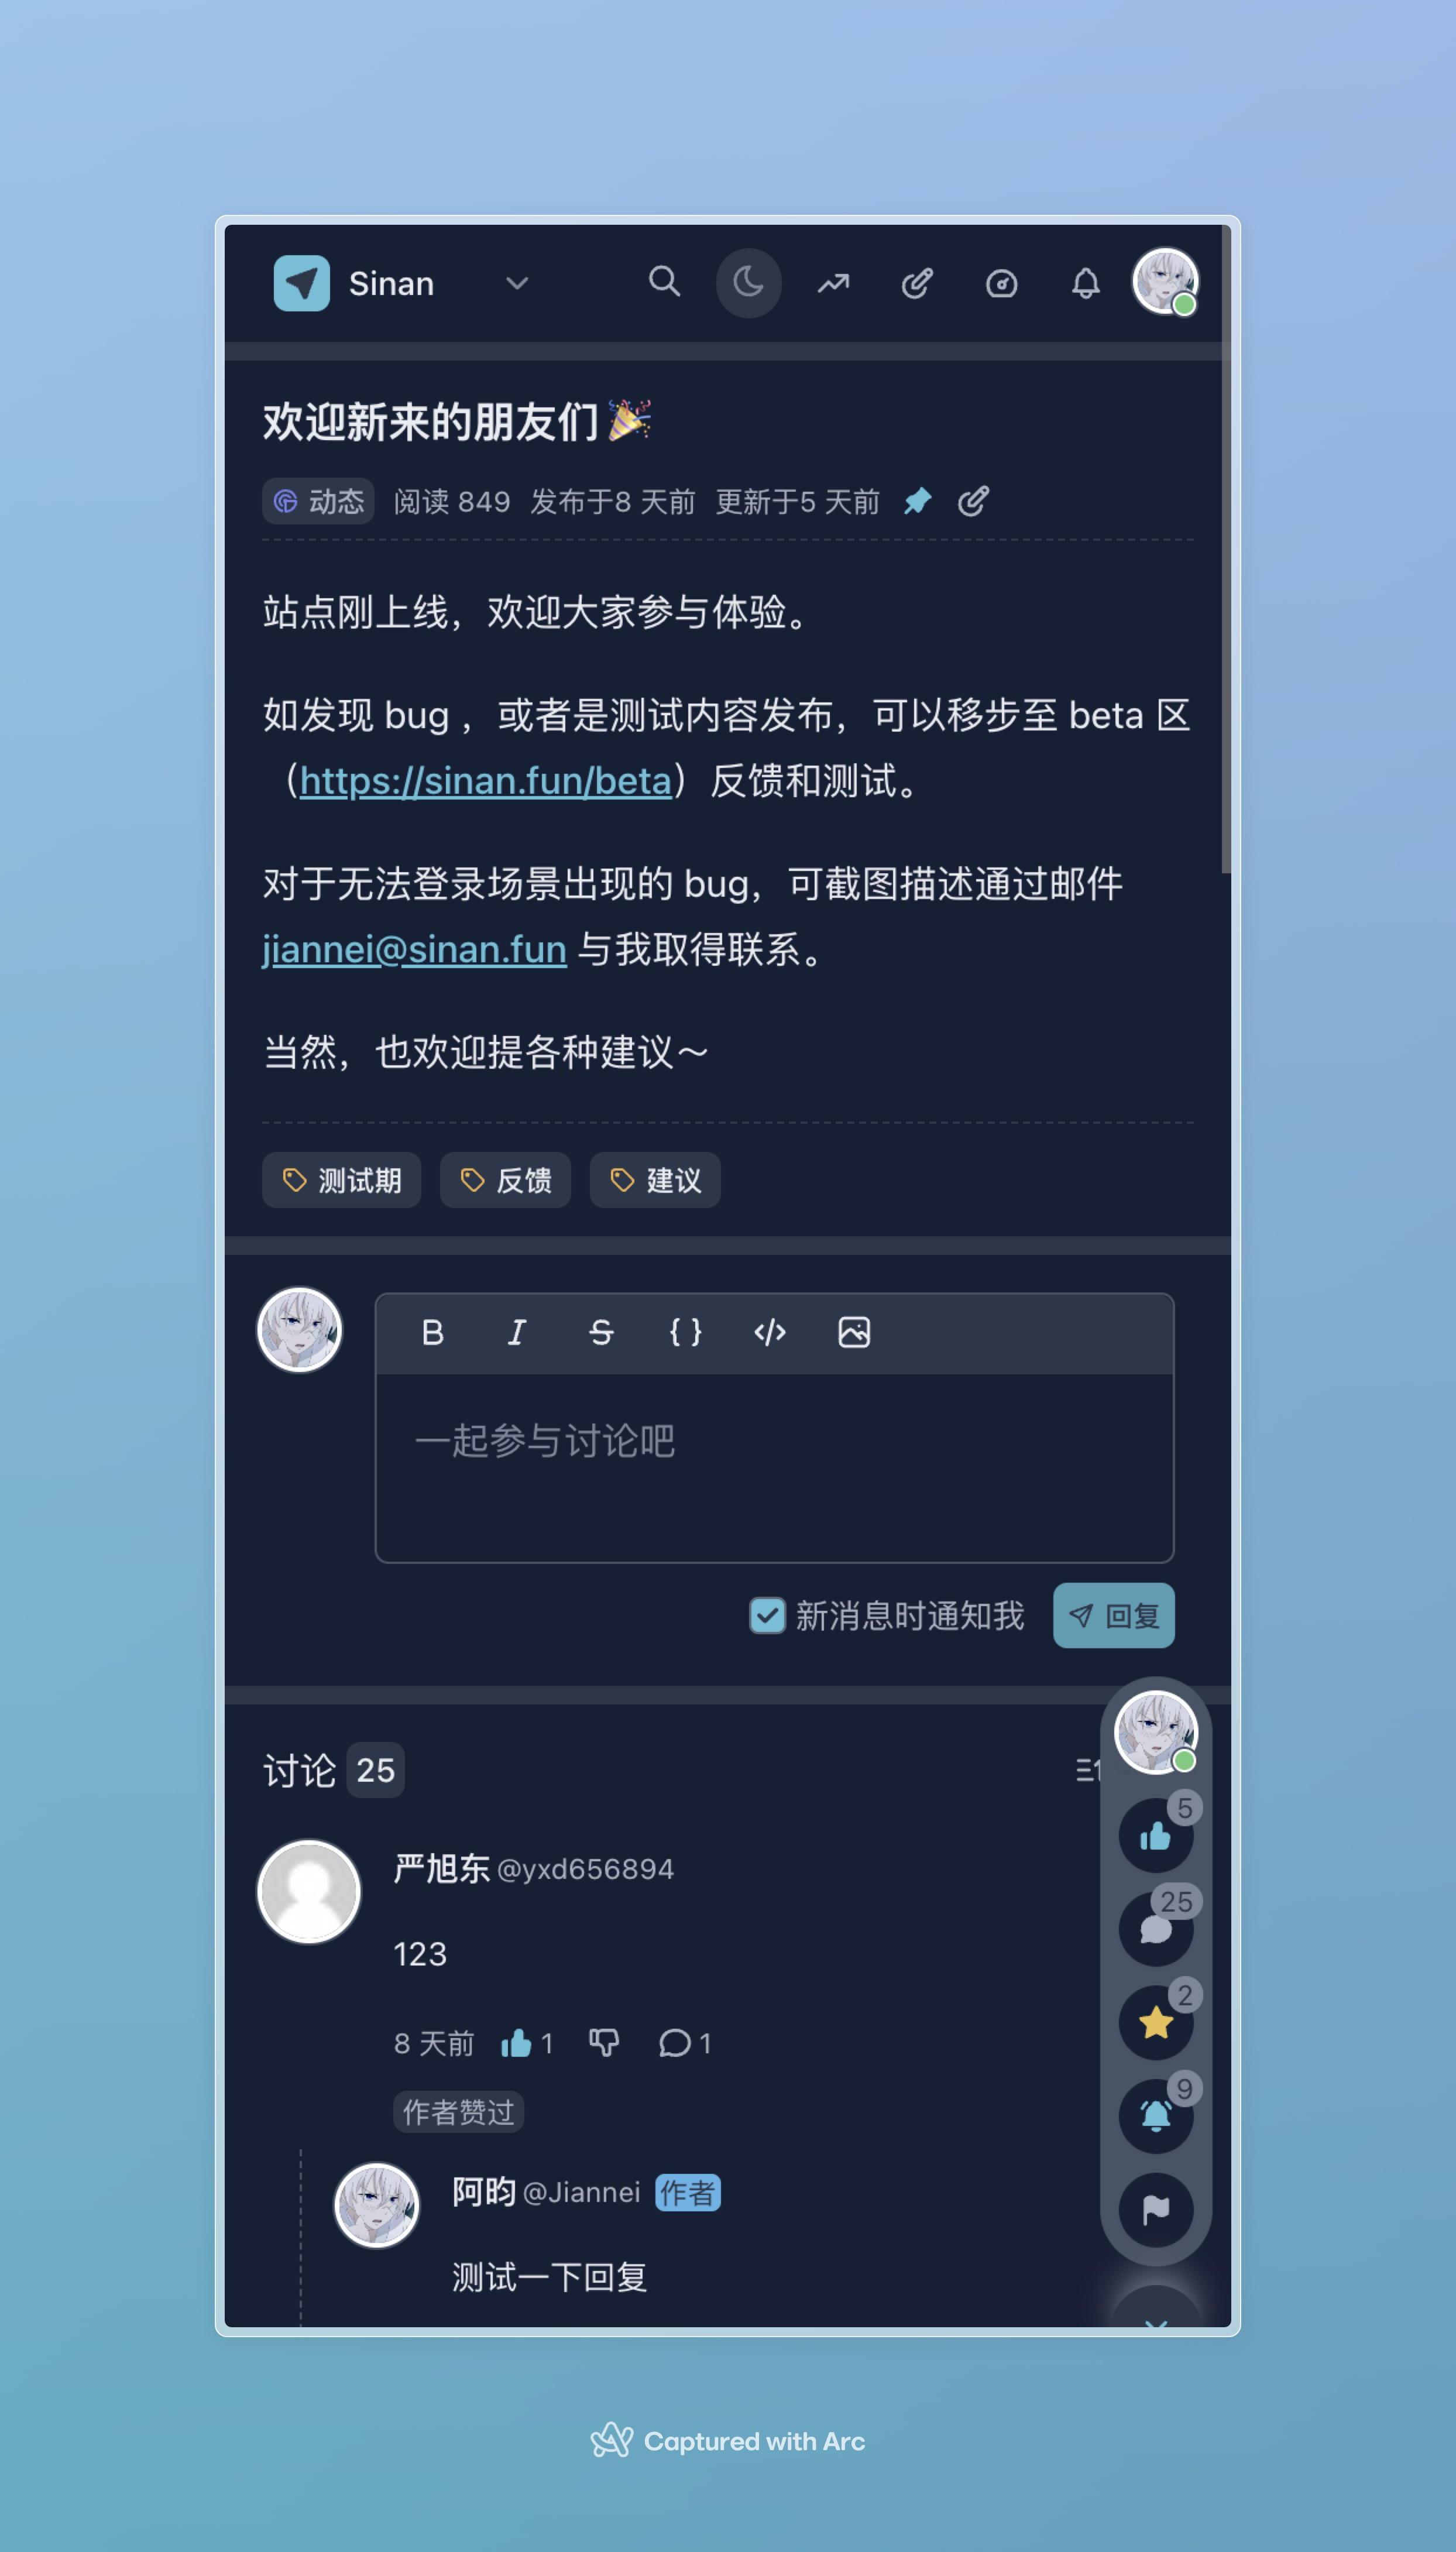 Sinan
欢迎新来的朋友们🎉
动态 阅读 849 发布于8 天前 更新于5 天前
站点刚上线，欢迎大家参与体验。
如发现 bug ，或者是测试内容发布，可以移步至 beta 区
（https://sinan.fun/beta）反馈和测试。
对于无法登录场景出现的 bug，可截图描述通过邮件
jiannei@sinan.fun 与我取得联系。
当然，也欢迎提各种建议～
测试期 反馈 建议
B I S { } </>
一起参与讨论吧
新消息时通知我 回复
讨论 25
严旭东 @yxd656894
123
8 天前 1 1
作者赞过
阿昀 @Jiannei 作者
测试一下回复
5
25
2
9
Captured with Arc